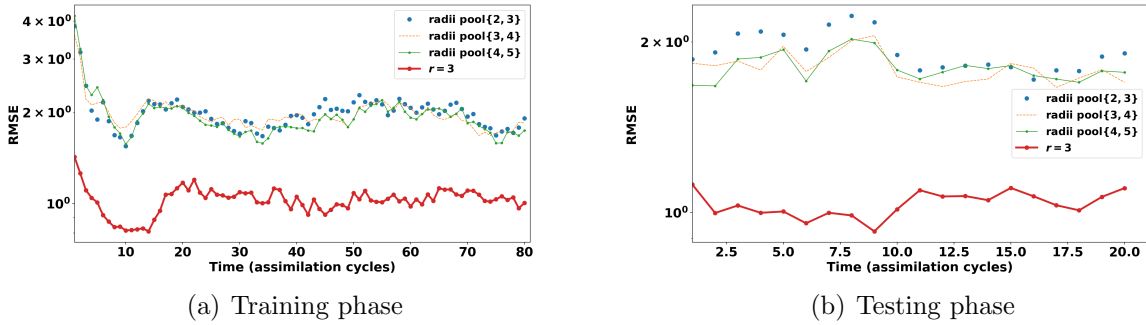 4 × 10⁰
3 × 10⁰
2 × 10⁰
10⁰
RMSE
radii pool{2, 3}
radii pool{3, 4}
radii pool{4, 5}
r = 3
10 20 30 40 50 60 70 80
Time (assimilation cycles)
(a) Training phase
2 × 10⁰
10⁰
RMSE
radii pool{2, 3}
radii pool{3, 4}
radii pool{4, 5}
r = 3
2.5 5.0 7.5 10.0 12.5 15.0 17.5 20.0
Time (assimilation cycles)
(b) Testing phase